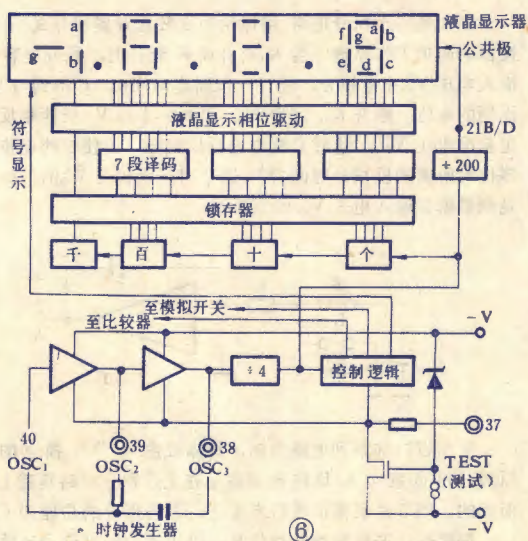 液晶显示器
a
g
b
f
a
b
g
e
d
c
公共极
符号显示
液晶显示相位驱动
21B/D
7段译码
÷200
锁存器
千
百
十
个
至模拟开关
至比较器
-V
÷4
控制逻辑
40
OSC₁
39
OSC₂
38
OSC₃
37
TEST
(测试)
时钟发生器
⑥
-V